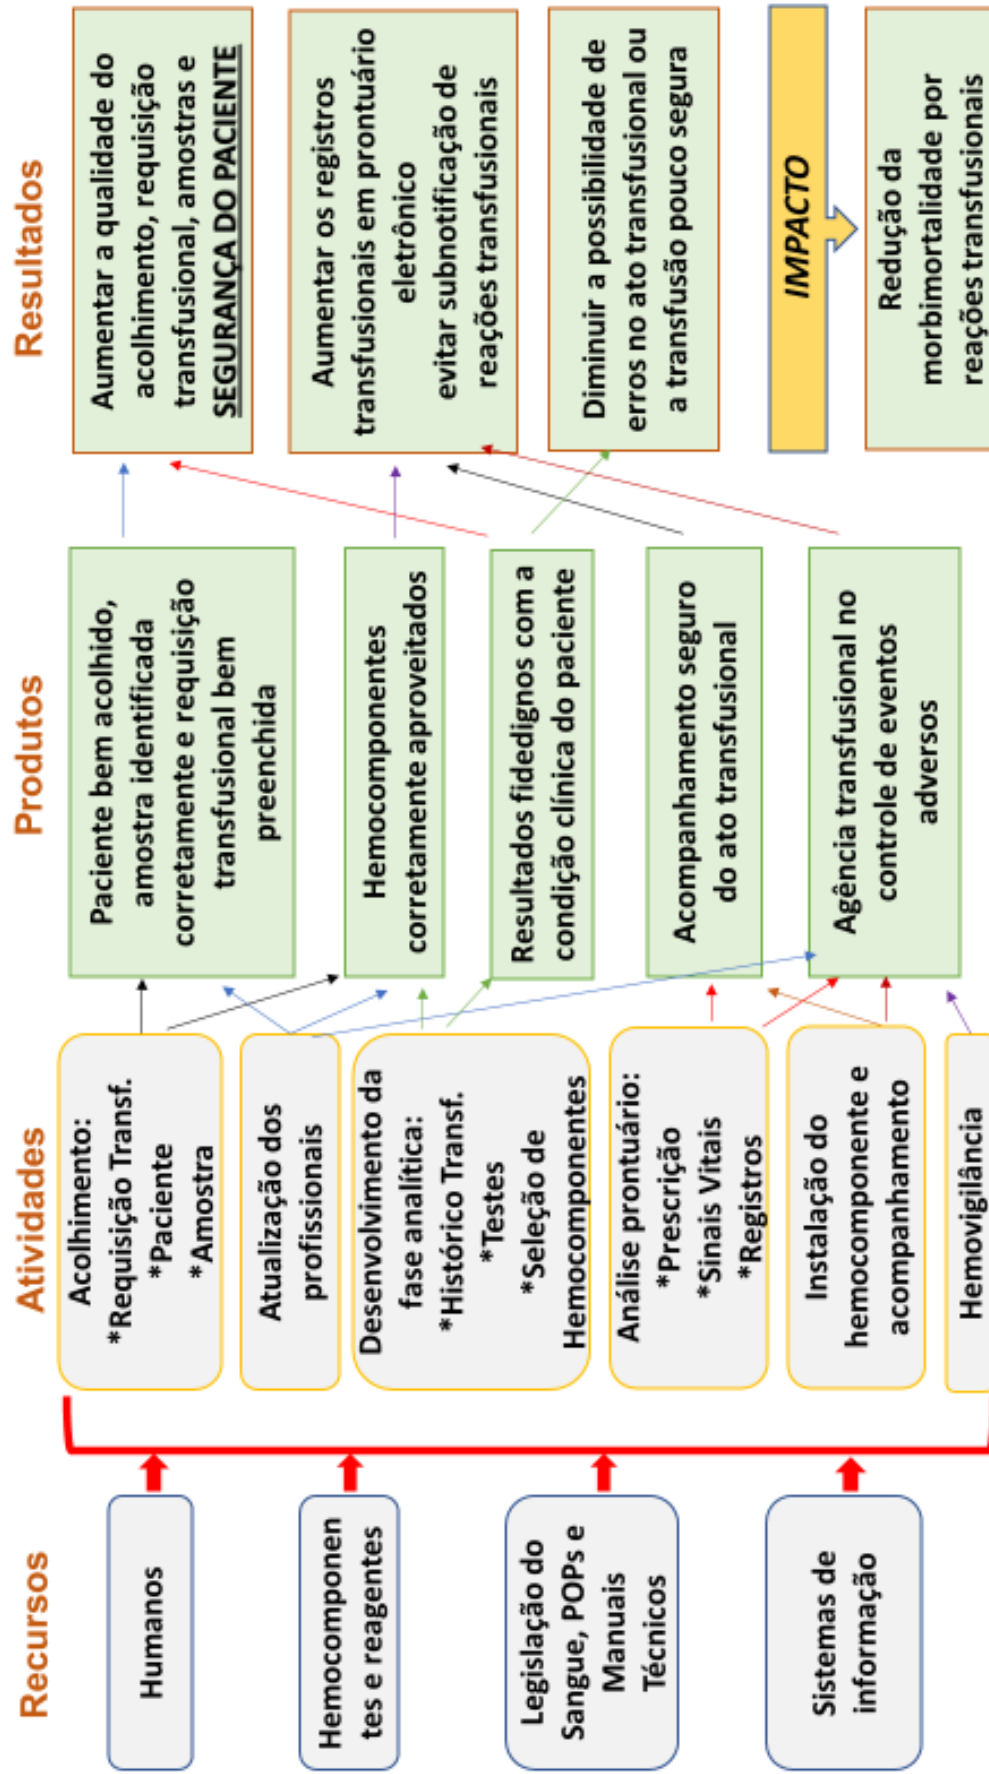 Recursos
Humanos
Hemocomponen
tes e reagentes
Legislação do
Sangue, POPs e
Manuais
Técnicos
Sistemas de
informação
Atividades
Acolhimento:
*Requisição Transf.
*Paciente
*Amostra
Atualização dos
profissionais
Desenvolvimento da
fase analítica:
*Histórico Transf.
*Testes
*Seleção de
Hemocomponentes
Análise prontuário:
*Prescrição
*Sinais Vitais
*Registros
Instalação do
hemocomponente e
acompanhamento
Hemovigilância
Produtos
Paciente bem acolhido,
amostra identificada
corretamente e requisição
transfusional bem
preenchida
Hemocomponentes
corretamente aproveitados
Resultados fidedignos com a
condição clínica do paciente
Acompanhamento seguro
do ato transfusional
Agência transfusional no
controle de eventos
adversos
Resultados
Aumentar a qualidade do
acolhimento, requisição
transfusional, amostras e
SEGURANÇA DO PACIENTE
Aumentar os registros
transfusionais em prontuário
eletrônico
evitar subnotificação de
reações transfusionais
Diminuir a possibilidade de
erros no ato transfusional ou
a transfusão pouco segura
IMPACTO
Redução da
morbimortalidade por
reações transfusionais